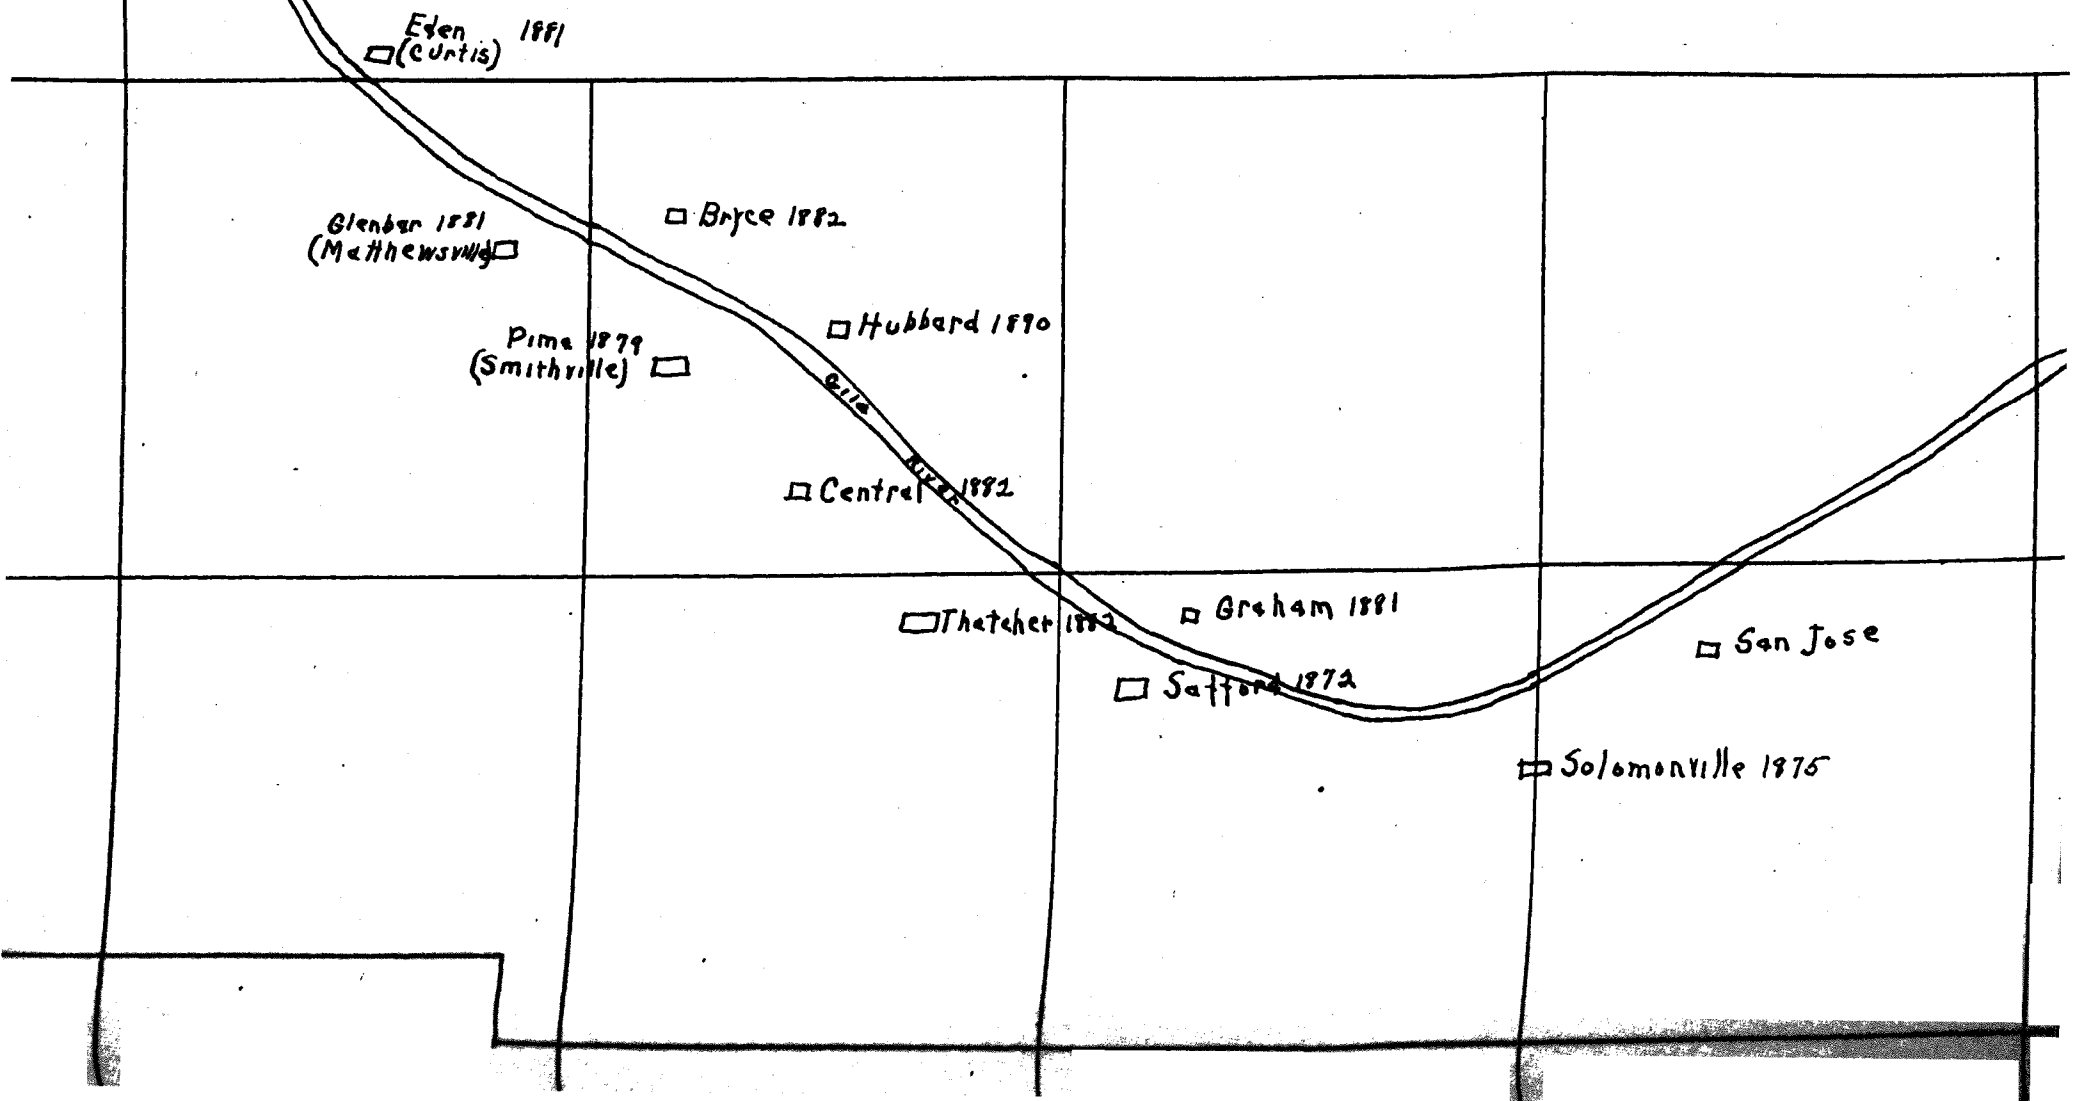 Eden 1881
(Curtis)
Glenbar 1881
(Matthewsville)
Bryce 1882
Hubbard 1890
Pima 1879
(Smithville)
Gila
River
Central 1882
Thatcher 1882
Graham 1881
San Jose
Safford 1872
Solomonville 1875